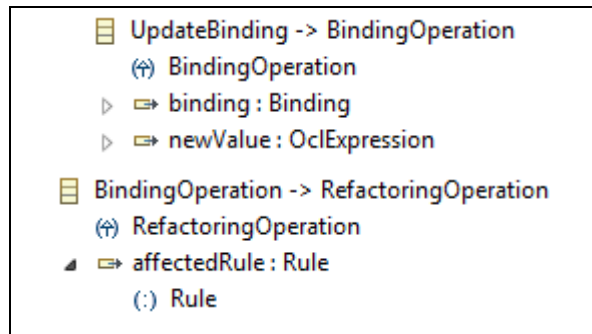 UpdateBinding -> BindingOperation
BindingOperation
binding : Binding
newValue : OclExpression
BindingOperation -> RefactoringOperation
RefactoringOperation
affectedRule : Rule
(:) Rule